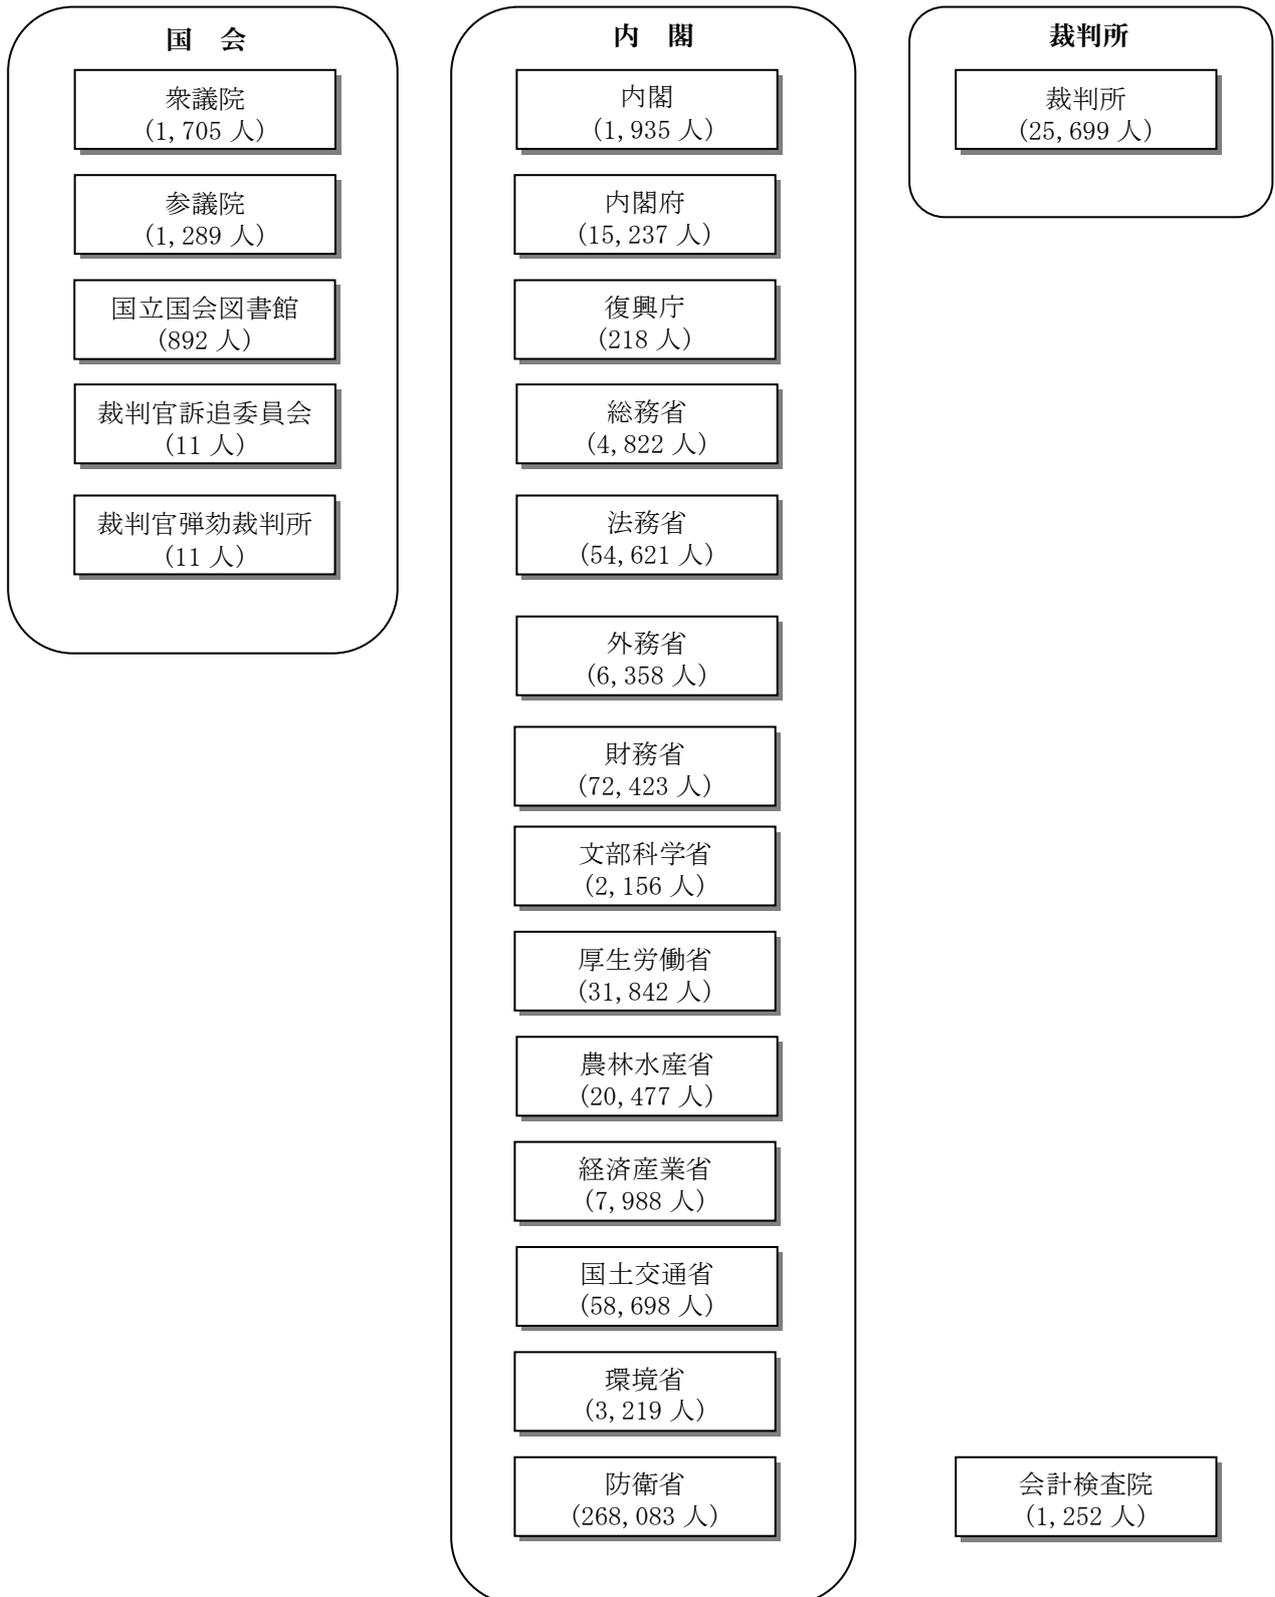 国　会
衆議院
(1,705 人)
参議院
(1,289 人)
国立国会図書館
(892 人)
裁判官訴追委員会
(11 人)
裁判官弾劾裁判所
(11 人)
内　閣
内閣
(1,935 人)
内閣府
(15,237 人)
復興庁
(218 人)
総務省
(4,822 人)
法務省
(54,621 人)
外務省
(6,358 人)
財務省
(72,423 人)
文部科学省
(2,156 人)
厚生労働省
(31,842 人)
農林水産省
(20,477 人)
経済産業省
(7,988 人)
国土交通省
(58,698 人)
環境省
(3,219 人)
防衛省
(268,083 人)
裁判所
裁判所
(25,699 人)
会計検査院
(1,252 人)